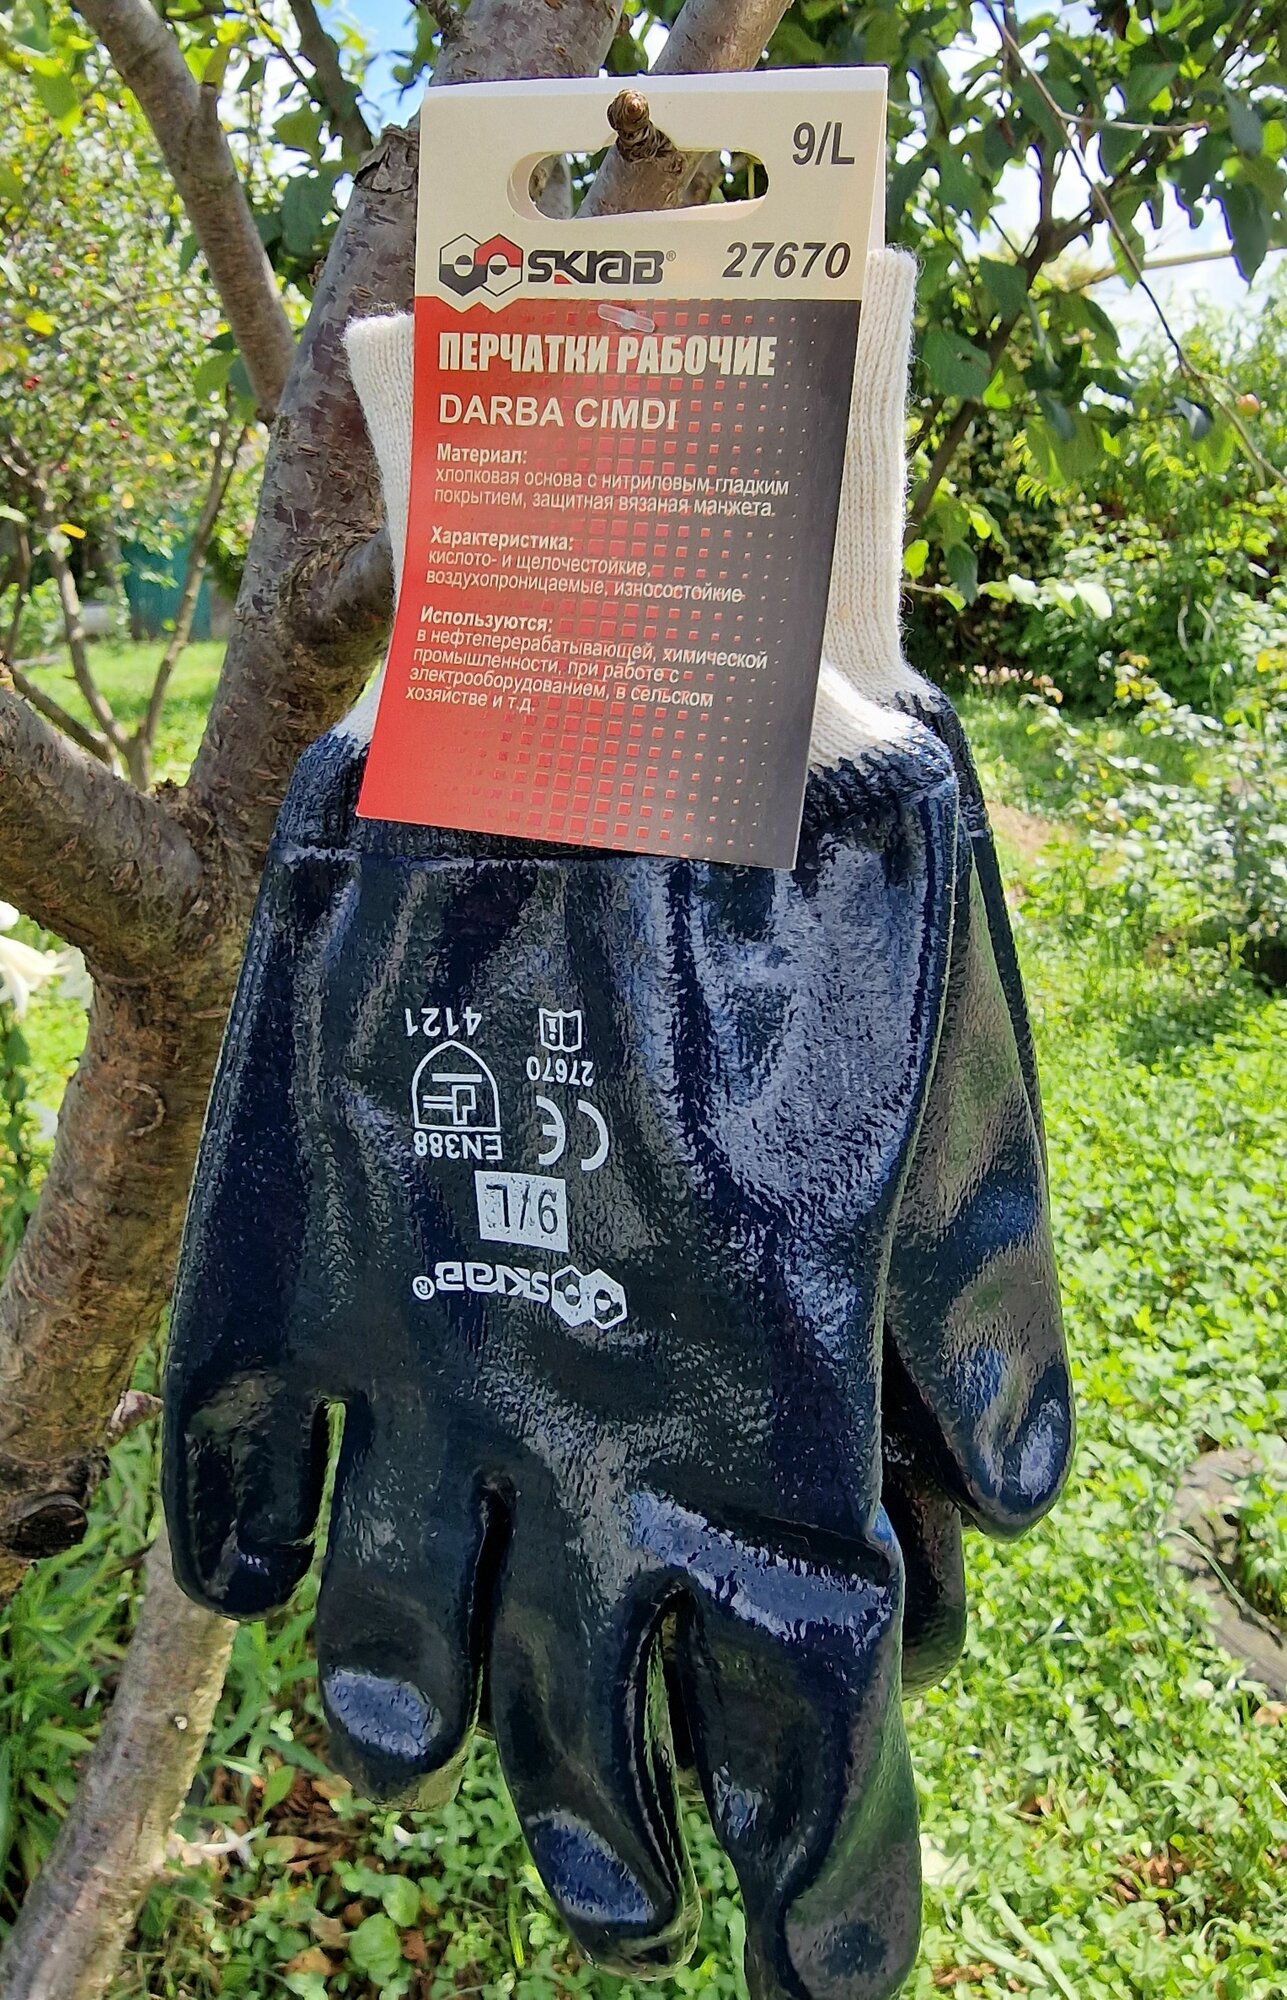 9/L
SKRAB®
27670
ПЕРЧАТКИ РАБОЧИЕ
DARBA CIMDI
Материал:
хлопковая основа с нитриловым гладким
покрытием, защитная вязаная манжета.
Характеристика:
кислото- и щелочестойкие,
воздухопроницаемые, износостойкие
Используются:
в нефтеперерабатывающей, химической
промышленности, при работе с
электрооборудованием, в сельском
хозяйстве и т.д.
SKRAB®
9/L
EN388
CE
27670
i
4121